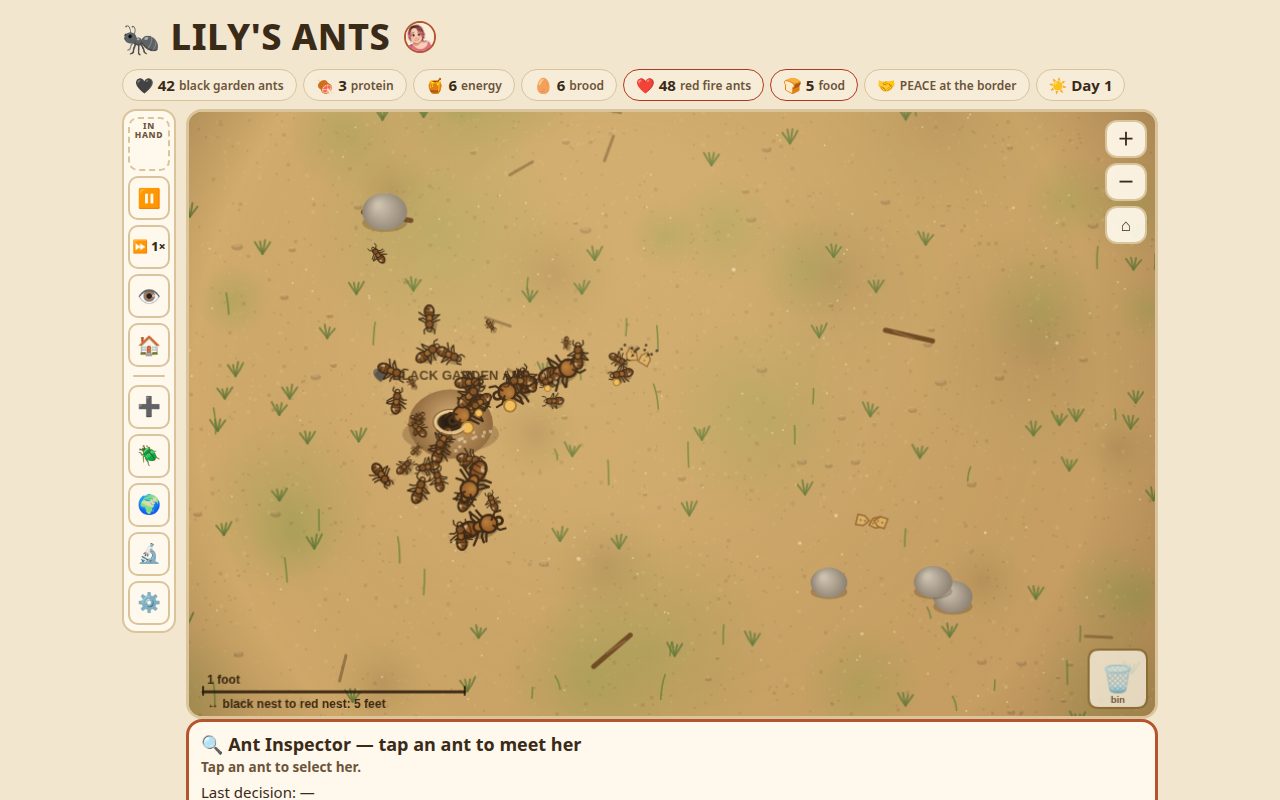 LILY'S ANTS
42 black garden ants
3 protein
6 energy
6 brood
48 red fire ants
5 food
PEACE at the border
Day 1
IN HAND
1×
+
−
1 foot
↔ black nest to red nest: 5 feet
bin
Ant Inspector — tap an ant to meet her
Tap an ant to select her.
Last decision: —